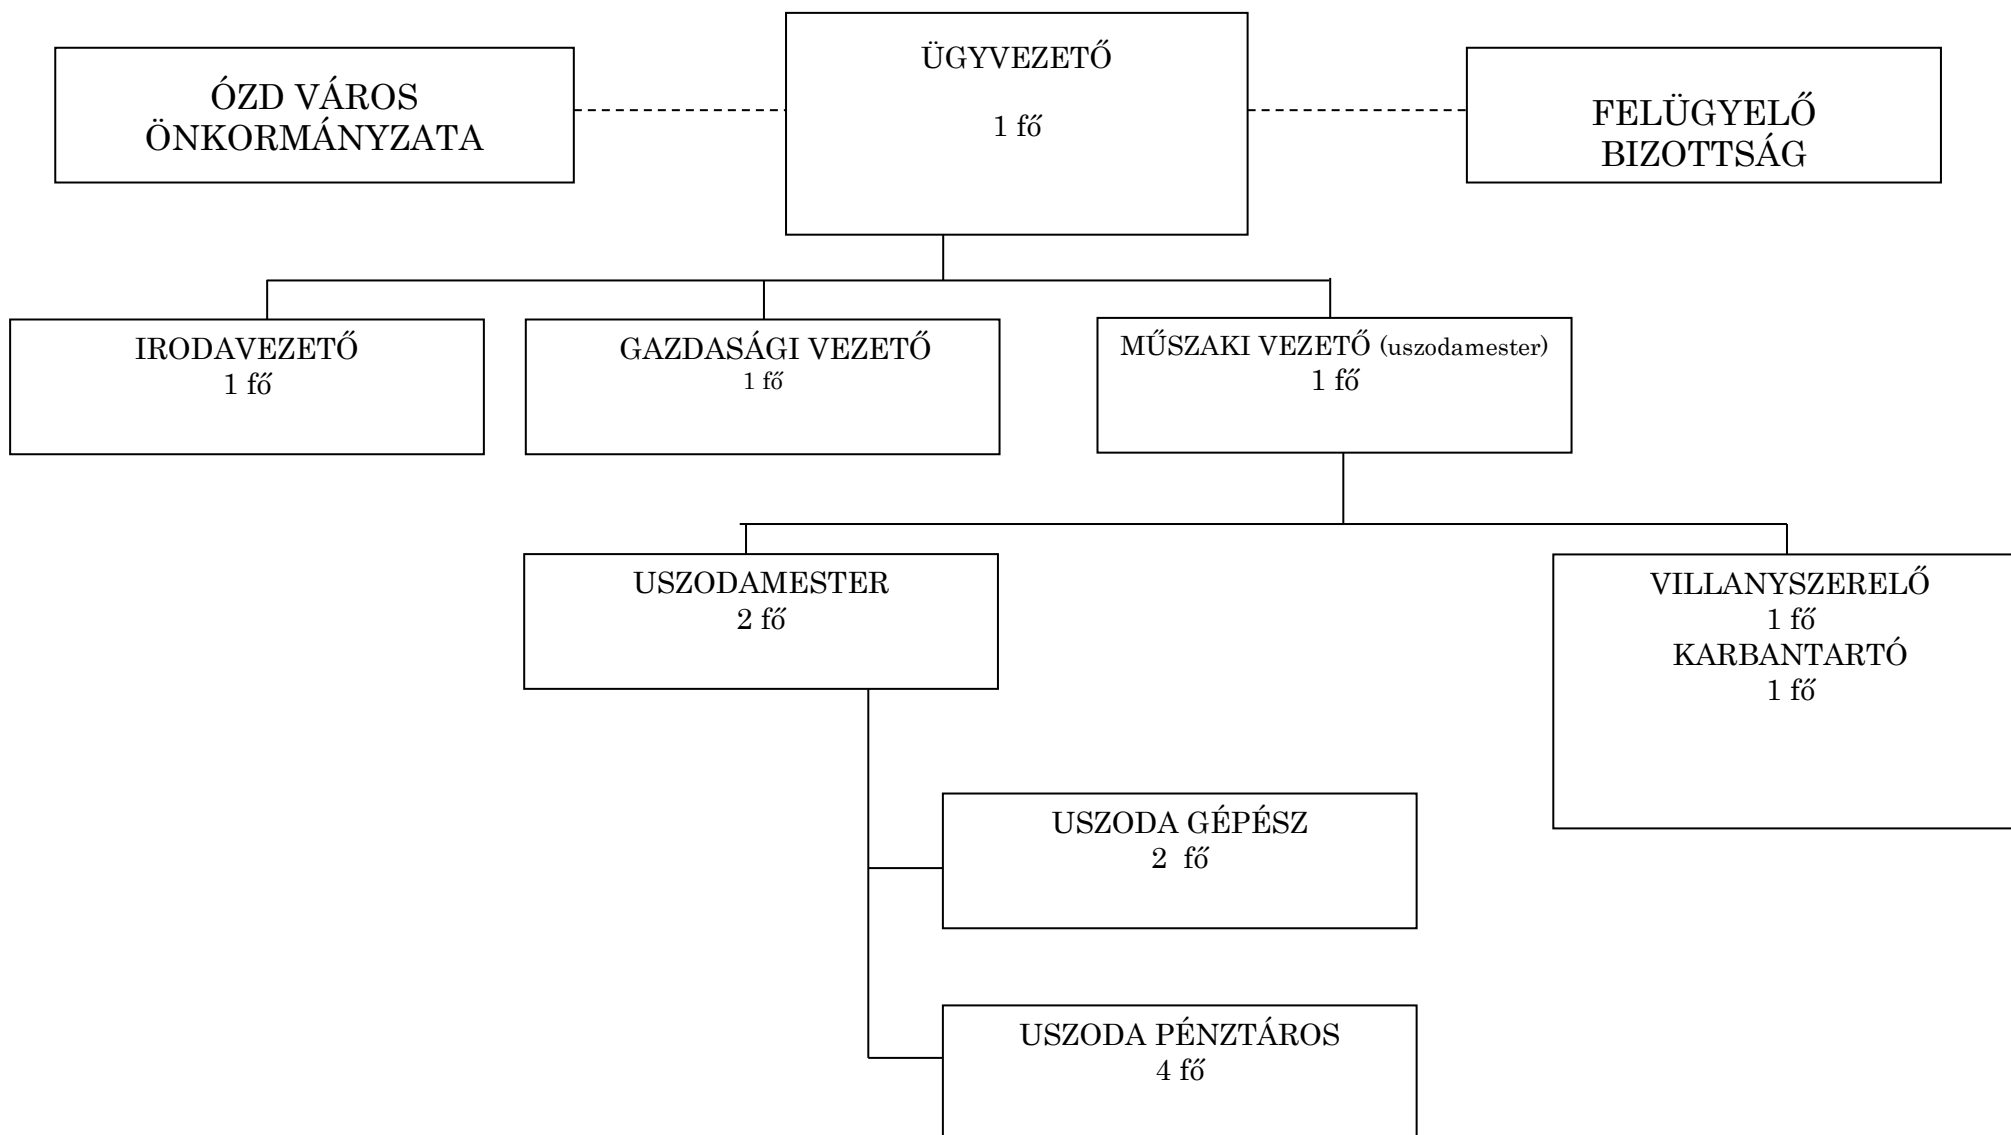 ÓZD VÁROS
ÖNKORMÁNYZATA
ÜGYVEZETŐ
1 fő
FELÜGYELŐ
BIZOTTSÁG
IRODAVEZETŐ
1 fő
GAZDASÁGI VEZETŐ
1 fő
MŰSZAKI VEZETŐ (uszodamester)
1 fő
USZODAMESTER
2 fő
VILLANYSZERELŐ
1 fő
KARBANTARTÓ
1 fő
USZODA GÉPÉSZ
2 fő
USZODA PÉNZTÁROS
4 fő